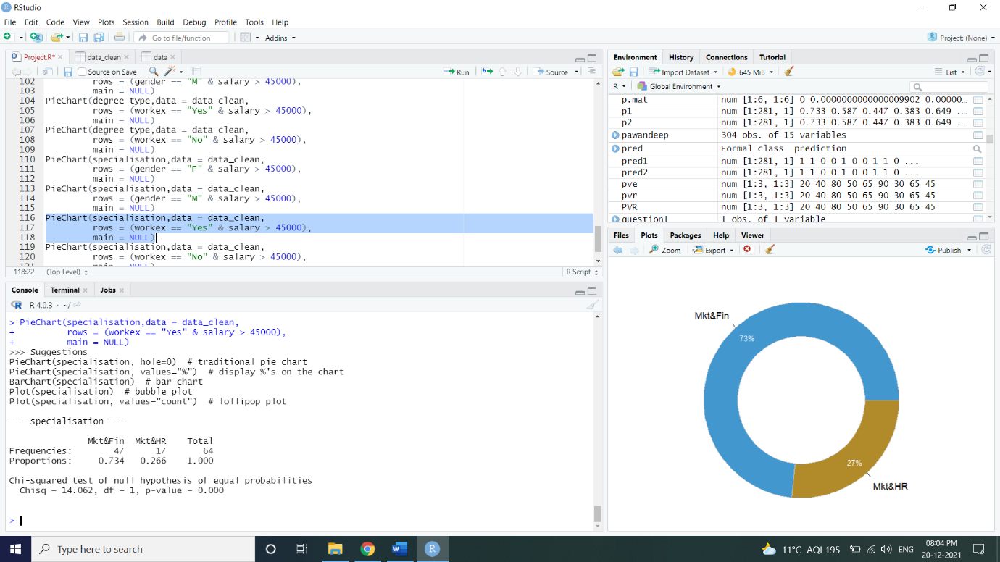 RStudio
File Edit Code View Plots Session Build Debug Profile Tools Help
Go to file/function Addins Project: (None)
Project.R* data_clean data
Source on Save Run Source
102 rows = (gender == "M" & salary > 45000),
103 main = NULL)
104 PieChart(degree_type,data = data_clean,
105 rows = (workex == "Yes" & salary > 45000),
106 main = NULL)
107 PieChart(degree_type,data = data_clean,
108 rows = (workex == "No" & salary > 45000),
109 main = NULL)
110 PieChart(specialisation,data = data_clean,
111 rows = (gender == "F" & salary > 45000),
112 main = NULL)
113 PieChart(specialisation,data = data_clean,
114 rows = (gender == "M" & salary > 45000),
115 main = NULL)
116 PieChart(specialisation,data = data_clean,
117 rows = (workex == "Yes" & salary > 45000),
118 main = NULL)
119 PieChart(specialisation,data = data_clean,
120 rows = (workex == "No" & salary > 45000),
118:22 (Top Level) R Script
Console Terminal Jobs
R 4.0.3 · ~/
> PieChart(specialisation,data = data_clean,
+ rows = (workex == "Yes" & salary > 45000),
+ main = NULL)
>>> Suggestions
PieChart(specialisation, hole=0) # traditional pie chart
PieChart(specialisation, values="%") # display %'s on the chart
BarChart(specialisation) # bar chart
Plot(specialisation) # bubble plot
Plot(specialisation, values="count") # lollipop plot
--- specialisation ---
Mkt&Fin Mkt&HR Total
Frequencies: 47 17 64
Proportions: 0.734 0.266 1.000
Chi-squared test of null hypothesis of equal probabilities
Chisq = 14.062, df = 1, p-value = 0.000
>
Environment History Connections Tutorial
Import Dataset 645 MiB List
R Global Environment
p.mat num [1:6, 1:6] 0 0.0000000000000009902 0.00000...
p1 num [1:281, 1] 0.733 0.587 0.447 0.383 0.649 ...
p2 num [1:281, 1] 0.733 0.587 0.447 0.383 0.649 ...
pawandeep 304 obs. of 15 variables
pred Formal class prediction
pred1 num [1:281, 1] 1 1 0 0 1 0 0 1 1 0 ...
pred2 num [1:281, 1] 1 1 0 0 1 0 0 1 1 0 ...
pve num [1:3, 1:3] 20 40 80 50 65 90 30 65 45
pvr num [1:3, 1:3] 20 40 80 50 65 90 30 65 45
PVR num [1:3, 1:3] 20 40 80 50 65 90 30 65 45
question1 1 obs. of 1 variable
Files Plots Packages Help Viewer
Zoom Export Publish
Mkt&Fin
73%
27%
Mkt&HR
Type here to search
11°C AQI 195 ENG 08:04 PM
20-12-2021